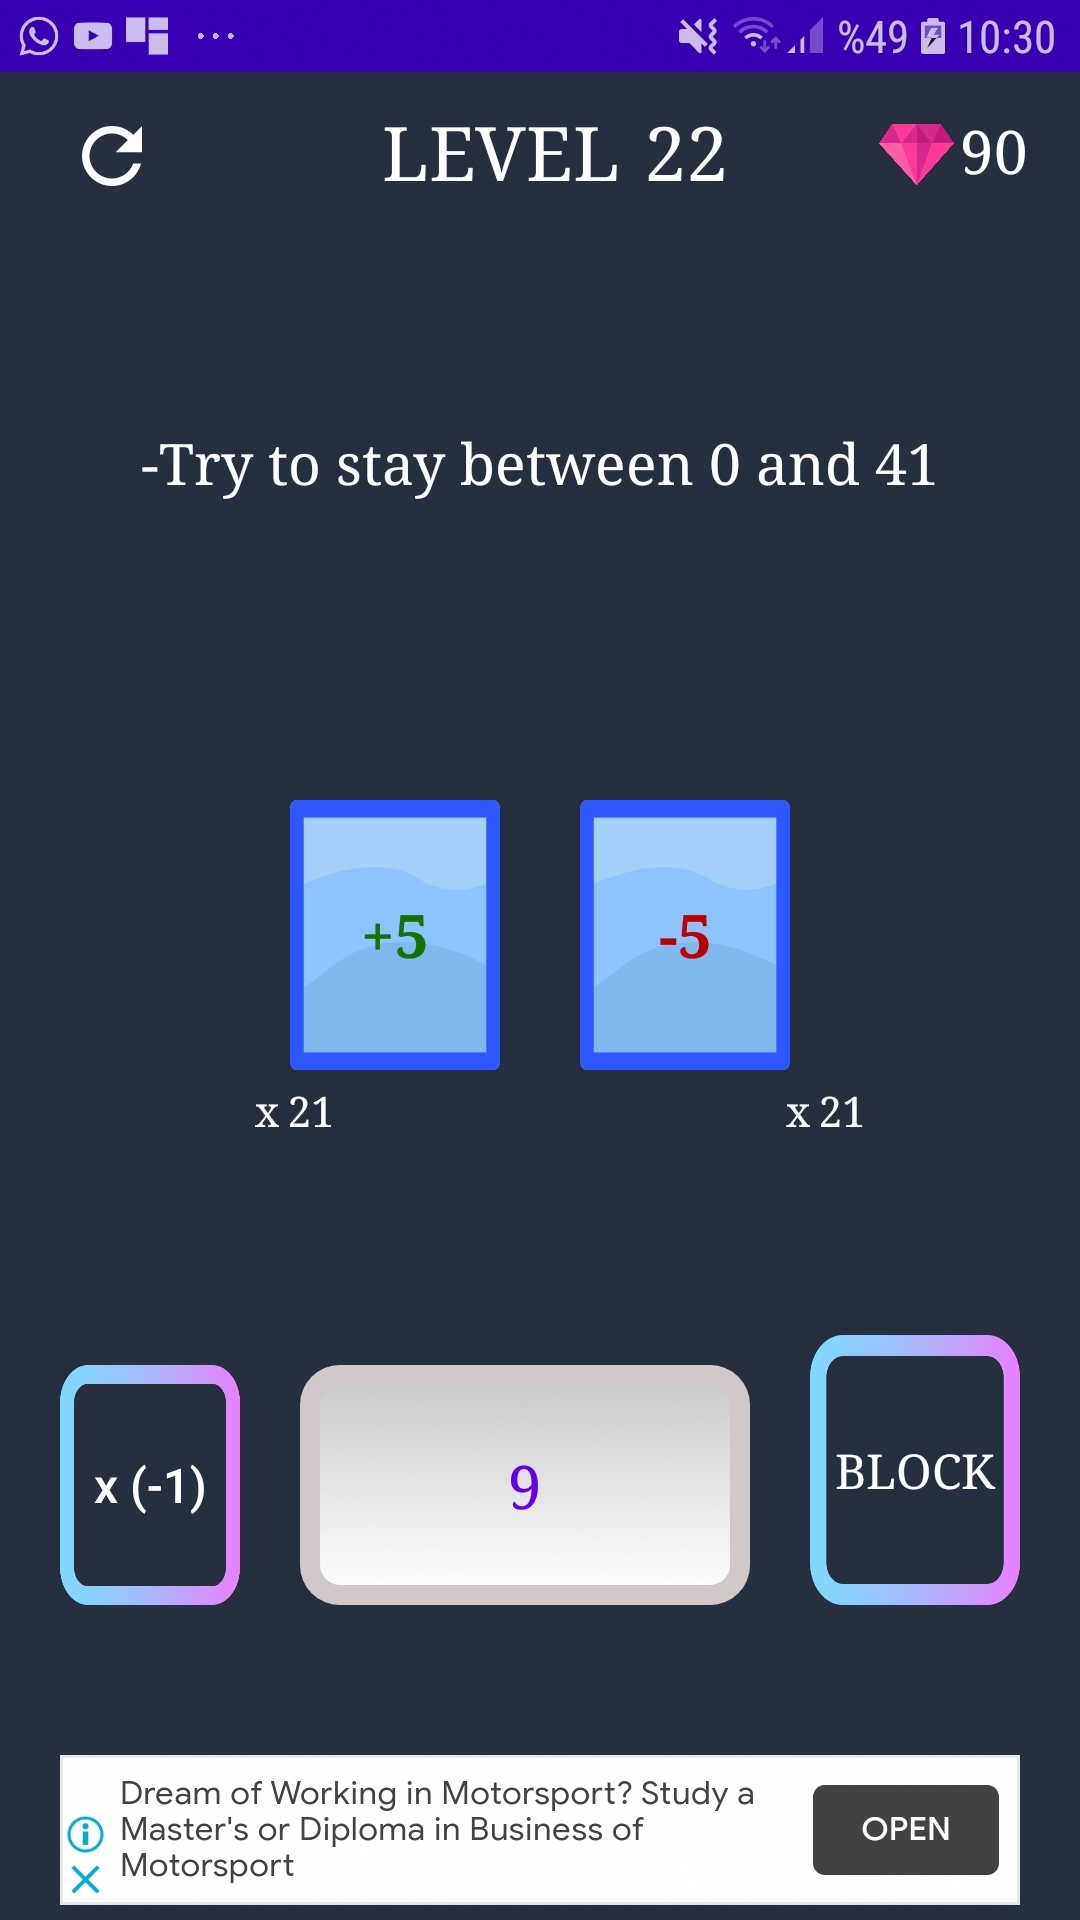 %49 10:30
LEVEL 22
90
-Try to stay between 0 and 41
+5
-5
x 21
x 21
x (-1)
9
BLOCK
Dream of Working in Motorsport? Study a
Master's or Diploma in Business of
Motorsport
OPEN